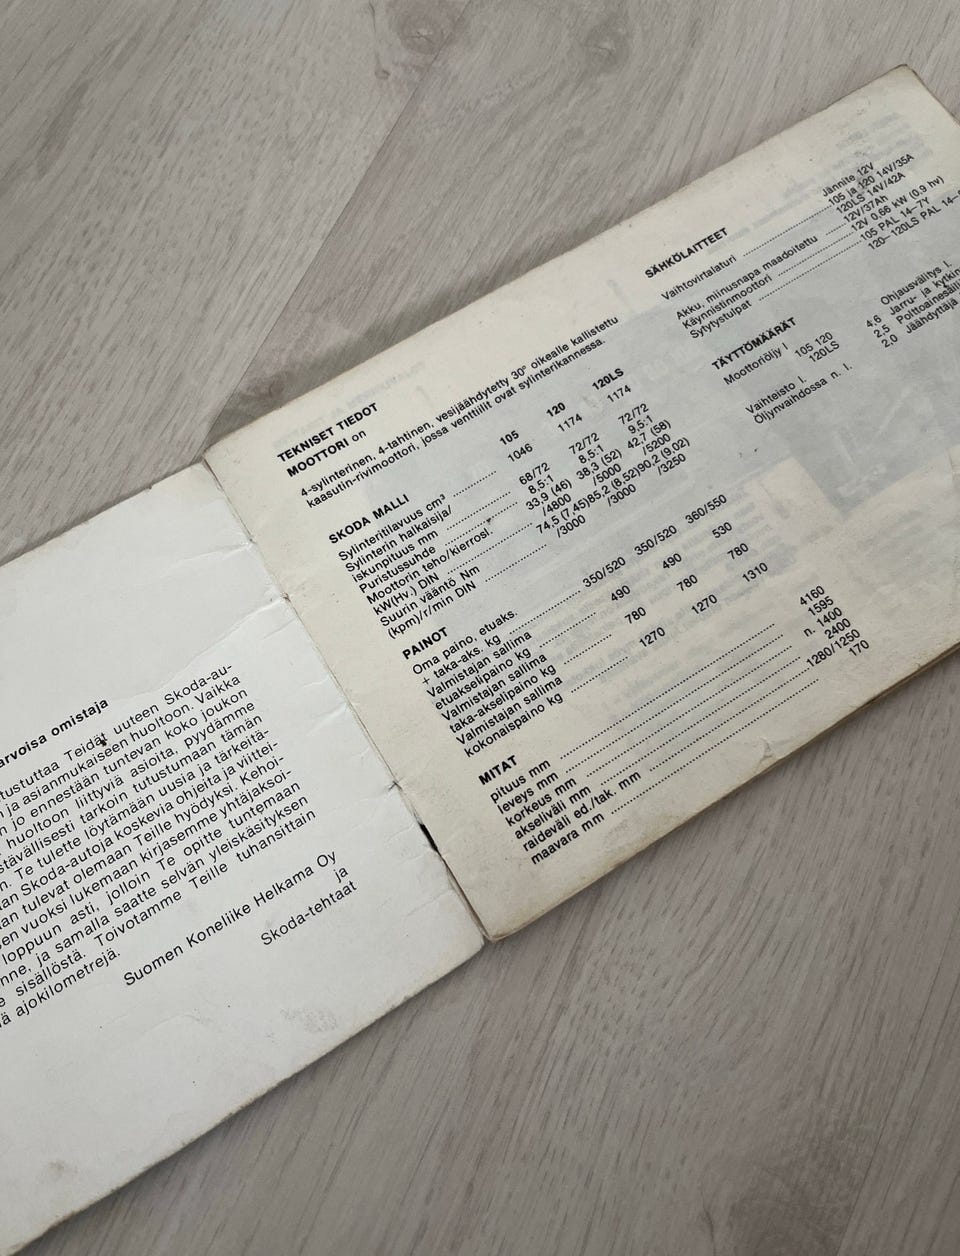 arvoisa omistaja
tustuttaa Teidät uuteen Skoda-au-
ja asianmukaiseen huoltoon. Vaikka
jo ennestään tuntevan koko joukon
huoltoon liittyviä asioita, pyydämme
tarkoin tutustumaan tämän
Te tulette löytämään uusia ja tärkeitä
Skoda-autoja koskevia ohjeita ja viittei-
tulevat olemaan Teille hyödyksi. Kehoi-
vuoksi lukemaan kirjasemme yhtäjaksoi-
loppuun asti, jolloin Te opitte tuntemaan
ja samalla saatte selvän yleiskäsityksen
sisällöstä. Toivotamme Teille tuhansittain
ajokilometrejä.
Suomen Koneliike Helkama Oy
ja
Skoda-tehtaat
TEKNISET TIEDOT
MOOTTORI on
4-sylinterinen, 4-tahtinen, vesijäähdytetty 30° oikealle kallistettu
kaasutin-rivimoottori, jossa venttiilit ovat sylinterikannessa.
SKODA MALLI 105 120 120LS
Sylinteritilavuus cm³ 1046 1174 1174
Sylinterin halkaisija/
iskunpituus mm 68/72 72/72 72/72
Puristussuhde 8,5:1 8,5:1 9,5:1
Moottorin teho/kierrosl. 33,9 (46) 38,3 (52) 42,7 (58)
kW(Hv.) DIN /4800 /5000 /5200
Suurin vääntö Nm 74,5 (7,45) 85,2 (8,52) 90,2 (9,02)
(kpm)/r/min DIN /3000 /3000 /3250
PAINOT
Oma paino, etuaks.
+ taka-aks. kg 350/520 350/520 360/550
Valmistajan sallima
etuakselipaino kg 490 490 530
Valmistajan sallima
taka-akselipaino kg 780 780 780
Valmistajan sallima
kokonaispaino kg 1270 1270 1310
MITAT
pituus mm 4160
leveys mm 1595
korkeus mm n. 1400
akseliväli mm 2400
raideväli ed./tak. mm 1280/1250
maavara mm 170
SÄHKÖLAITTEET
Jännite 12V
Vaihtovirtalaturi 105 ja 120 14V/35A
120LS 14V/42A
Akku, miinusnapa maadoitettu 12V/37Ah
Käynnistinmoottori 12V 0.66 kW (0.9 hv)
Sytytystulpat 105 PAL 14–7Y
120–120LS PAL 14–
TÄYTTÖMÄÄRÄT
Moottoriöljy l 105 120 4,6 Ohjausvälitys l.
120LS 2,5 Jarru- ja
Vaihteisto l. 2,0
Öljynvaihdossa n. l.